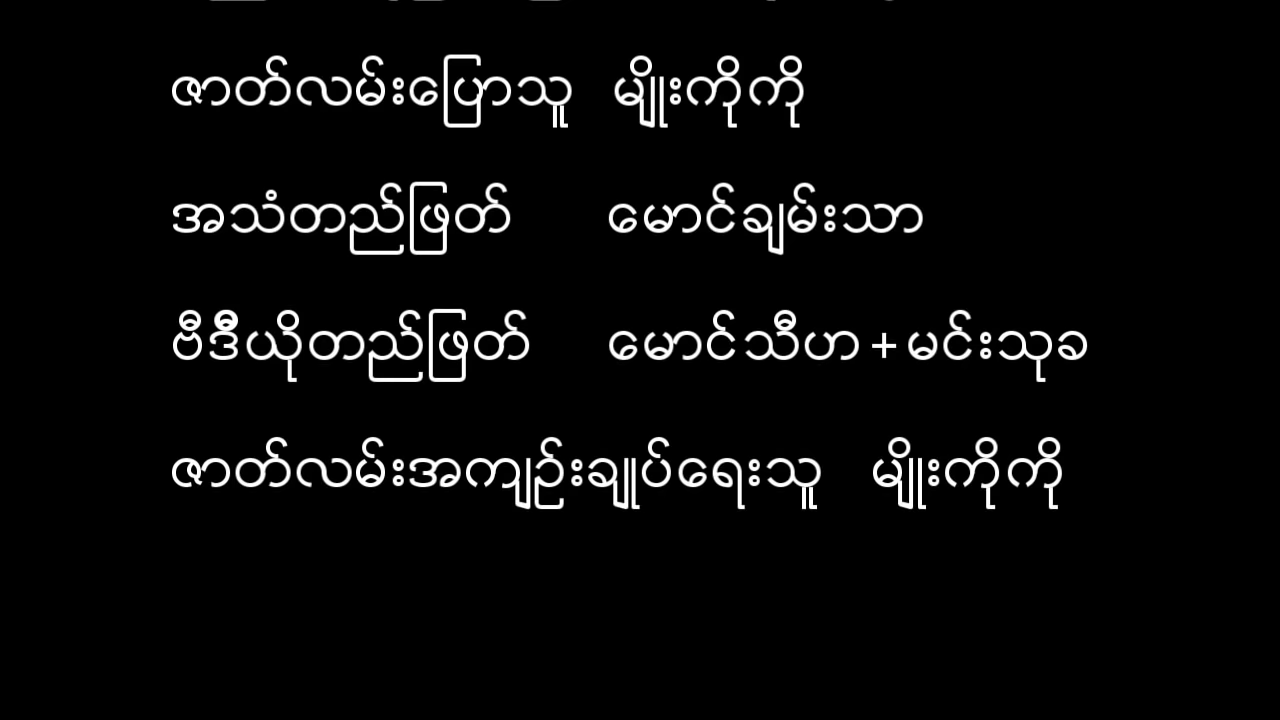 ဇာတ်လမ်းပြောသူ မျိုးကိုကို
အသံတည်ဖြတ် မောင်ချမ်းသာ
ဗီဒီယိုတည်ဖြတ် မောင်သီဟ + မင်းသုခ
ဇာတ်လမ်းအကျဉ်းချုပ်ရေးသူ မျိုးကိုကို